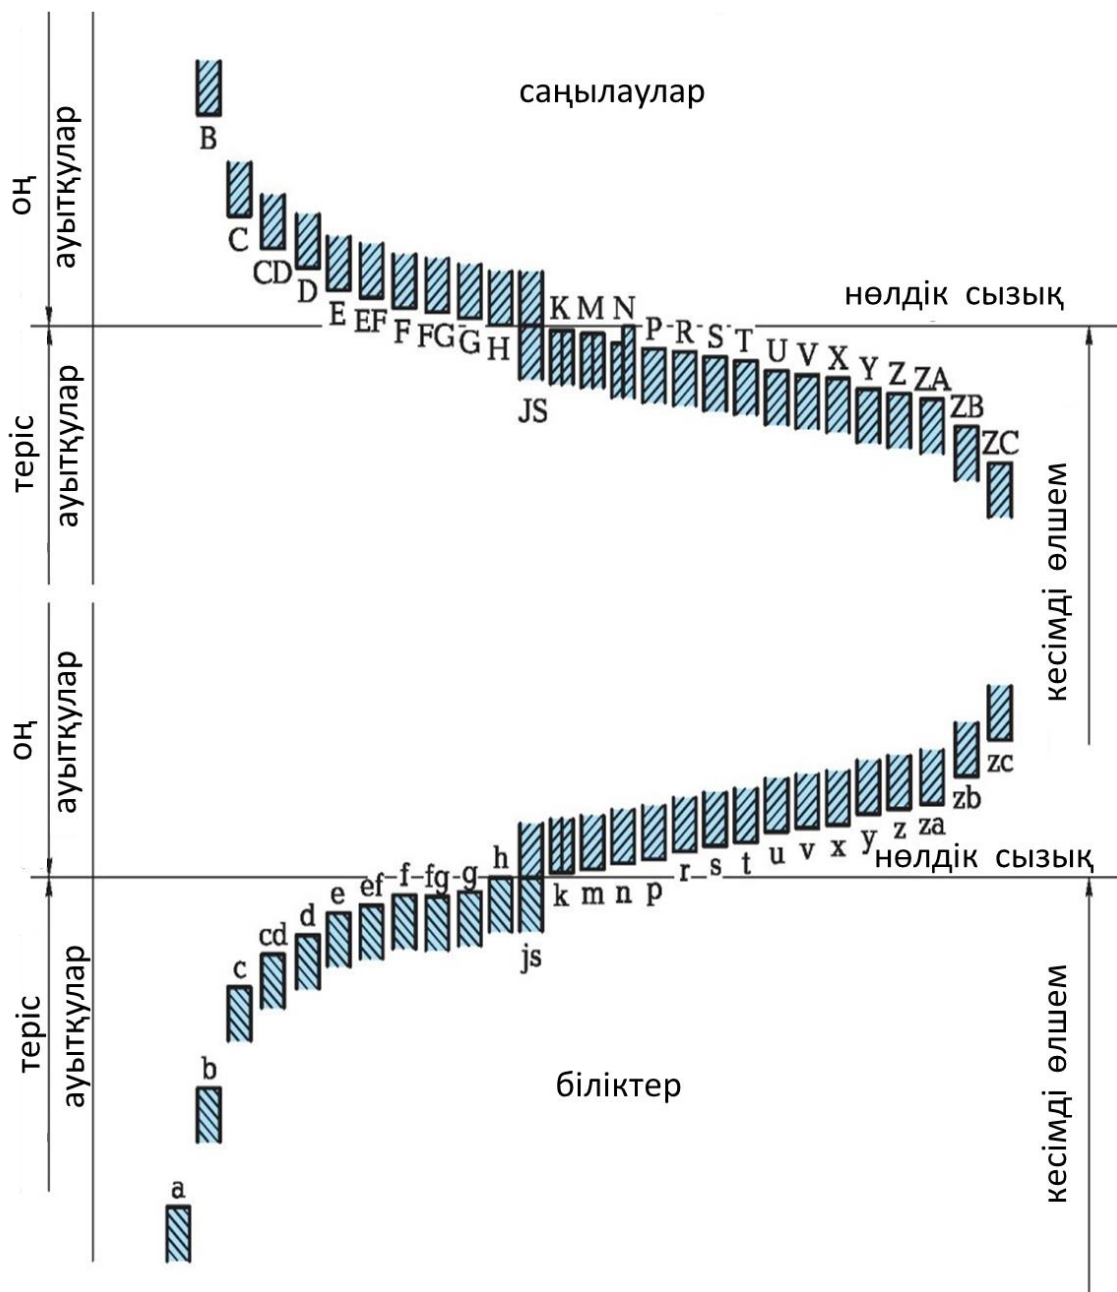 саңылаулар
оң
ауытқулар
B
C
CD
D
E
EF
F
FG
G
H
JS
K
M
N
P
R
S
T
U
V
X
Y
Z
ZA
ZB
ZC
нөлдік сызық
теріс
ауытқулар
кесімді өлшем
оң
ауытқулар
a
b
c
cd
d
e
ef
f
fg
g
h
js
k
m
n
p
r
s
t
u
v
x
y
z
za
zb
zc
нөлдік сызық
теріс
ауытқулар
біліктер
кесімді өлшем